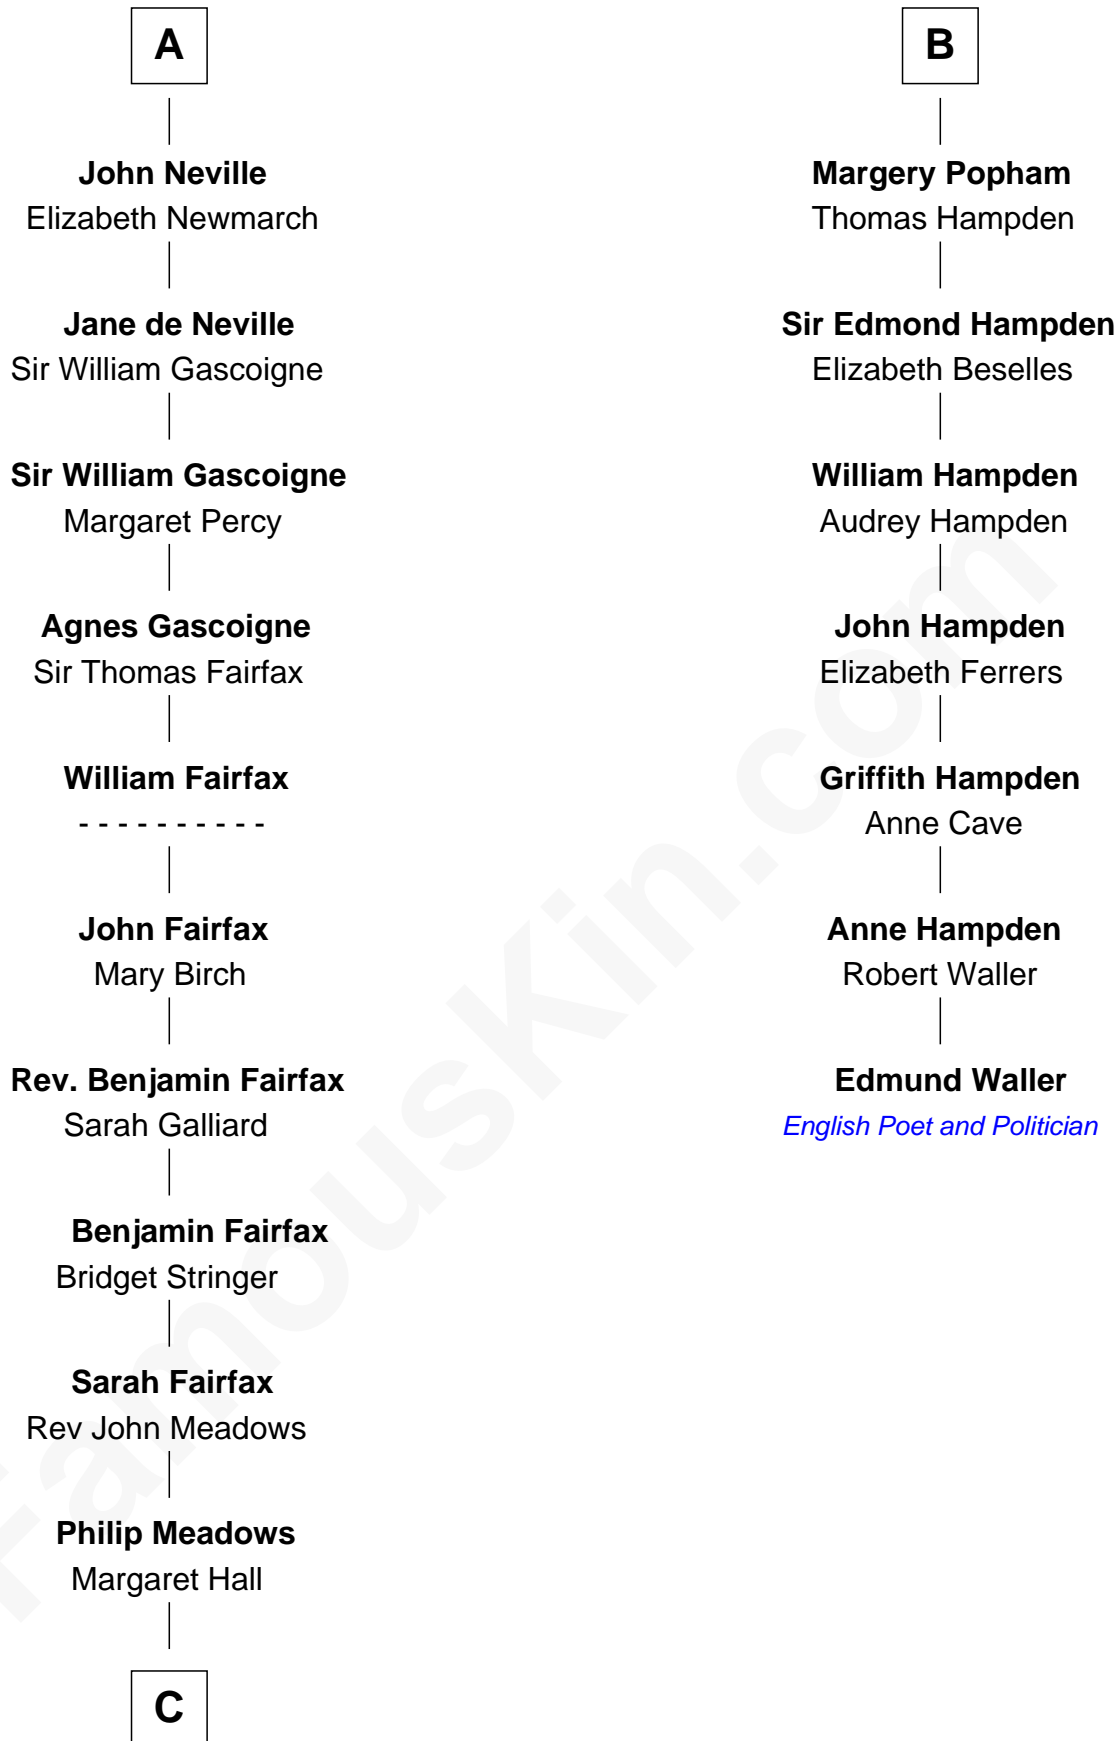 A
John Neville
Elizabeth Newmarch
Jane de Neville
Sir William Gascoigne
Sir William Gascoigne
Margaret Percy
Agnes Gascoigne
Sir Thomas Fairfax
William Fairfax
- - - - - - - - - -
John Fairfax
Mary Birch
Rev. Benjamin Fairfax
Sarah Galliard
Benjamin Fairfax
Bridget Stringer
Sarah Fairfax
Rev John Meadows
Philip Meadows
Margaret Hall
C
B
Margery Popham
Thomas Hampden
Sir Edmond Hampden
Elizabeth Beselles
William Hampden
Audrey Hampden
John Hampden
Elizabeth Ferrers
Griffith Hampden
Anne Cave
Anne Hampden
Robert Waller
Edmund Waller
English Poet and Politician
FamousKin.com